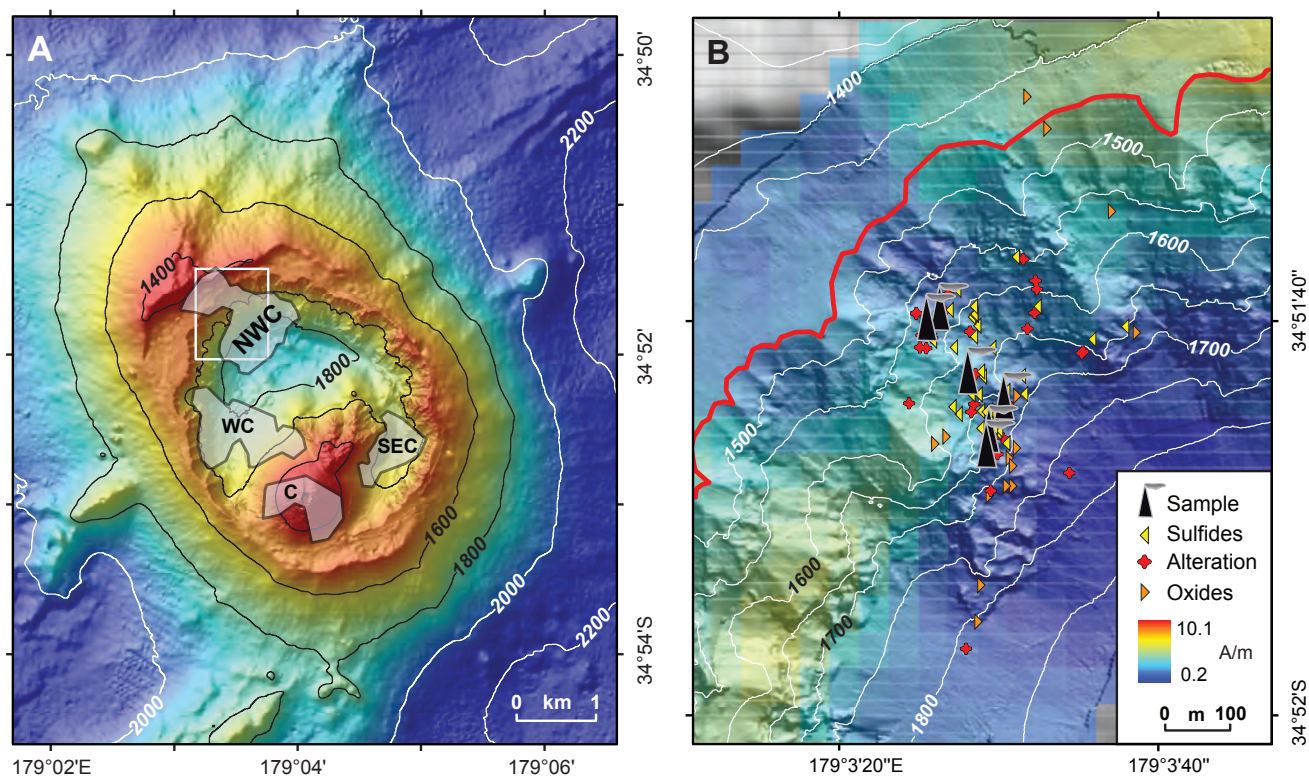 A
34°50'
2200
1400
NWC
34°52'
1800
WC
SEC
C
1600
1800
2000
2200
34°54'S
2000
0 km 1
179°02'E
179°04'
179°06'
B
1400
1500
1600
34°51'40"
1700
1500
1600
1700
1800
Sample
Sulfides
Alteration
Oxides
10.1
A/m
0.2
0 m 100
34°52'S
179°3'20"E
179°3'40"